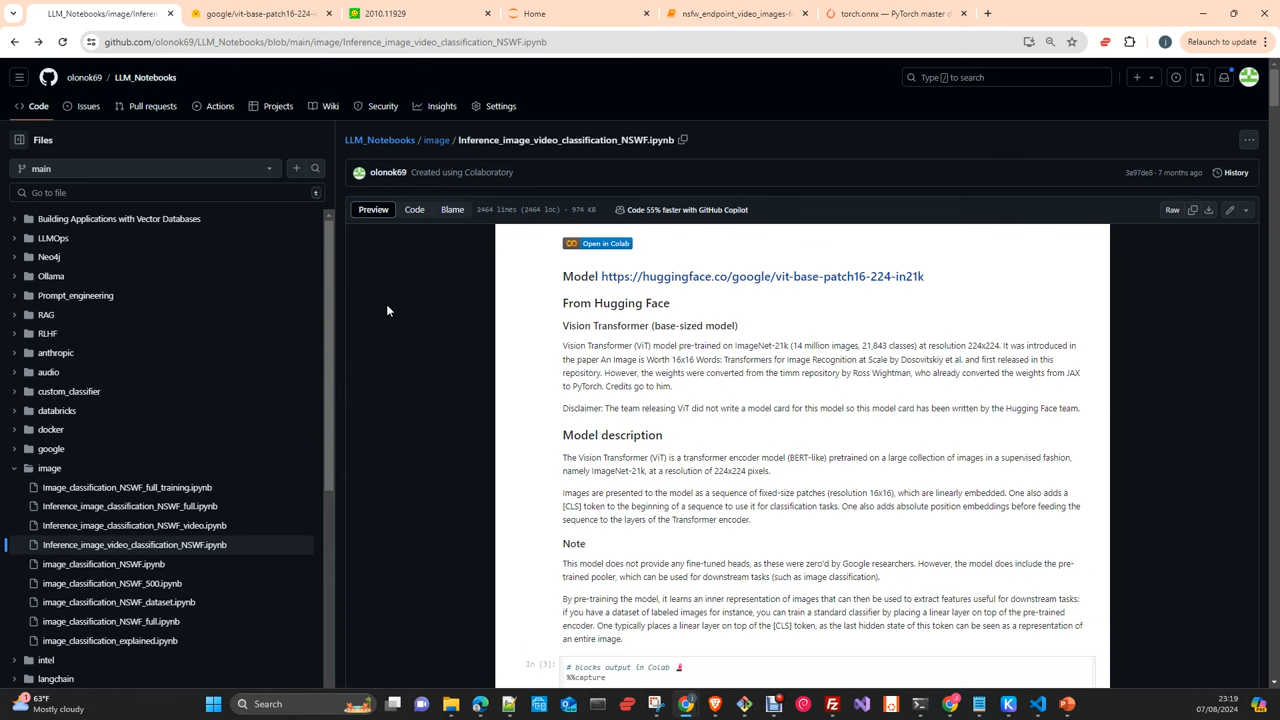 LLM_Notebooks/image/Inferen
google/vit-base-patch16-224-i
2010.11929
Home
nsfw_endpoint_video_images-f
torch.onnx — PyTorch master d
github.com/olonok69/LLM_Notebooks/blob/main/image/Inference_image_video_classification_NSWF.ipynb
Relaunch to update
olonok69 / LLM_Notebooks
Type / to search
Code
Issues
Pull requests
Actions
Projects
Wiki
Security
Insights
Settings
Files
LLM_Notebooks / image / Inference_image_video_classification_NSWF.ipynb
main
olonok69 Created using Colaboratory
3a97de8 · 7 months ago
History
Go to file
t
Preview
Code
Blame
2464 lines (2464 loc) · 974 KB
Code 55% faster with GitHub Copilot
Raw
Building Applications with Vector Databases
LLMOps
Neo4j
Ollama
Prompt_engineering
RAG
RLHF
anthropic
audio
custom_classifier
databricks
docker
google
image
Image_classification_NSWF_full_training.ipynb
Inference_image_classification_NSWF_full.ipynb
Inference_image_classification_NSWF_video.ipynb
Inference_image_video_classification_NSWF.ipynb
image_classification_NSWF.ipynb
image_classification_NSWF_500.ipynb
image_classification_NSWF_dataset.ipynb
image_classification_NSWF_full.ipynb
image_classification_explained.ipynb
intel
langchain
Open in Colab
Model https://huggingface.co/google/vit-base-patch16-224-in21k
From Hugging Face
Vision Transformer (base-sized model)
Vision Transformer (ViT) model pre-trained on ImageNet-21k (14 million images, 21,843 classes) at resolution 224x224. It was introduced in
the paper An Image is Worth 16x16 Words: Transformers for Image Recognition at Scale by Dosovitskiy et al. and first released in this
repository. However, the weights were converted from the timm repository by Ross Wightman, who already converted the weights from JAX
to PyTorch. Credits go to him.
Disclaimer: The team releasing ViT did not write a model card for this model so this model card has been written by the Hugging Face team.
Model description
The Vision Transformer (ViT) is a transformer encoder model (BERT-like) pretrained on a large collection of images in a supervised fashion,
namely ImageNet-21k, at a resolution of 224x224 pixels.
Images are presented to the model as a sequence of fixed-size patches (resolution 16x16), which are linearly embedded. One also adds a
[CLS] token to the beginning of a sequence to use it for classification tasks. One also adds absolute position embeddings before feeding the
sequence to the layers of the Transformer encoder.
Note
This model does not provide any fine-tuned heads, as these were zero'd by Google researchers. However, the model does include the pre-
trained pooler, which can be used for downstream tasks (such as image classification).
By pre-training the model, it learns an inner representation of images that can then be used to extract features useful for downstream tasks:
if you have a dataset of labeled images for instance, you can train a standard classifier by placing a linear layer on top of the pre-trained
encoder. One typically places a linear layer on top of the [CLS] token, as the last hidden state of this token can be seen as a representation of
an entire image.
In [3]:
# blocks output in Colab
%%capture
63°F
Mostly cloudy
Search
23:19
07/08/2024